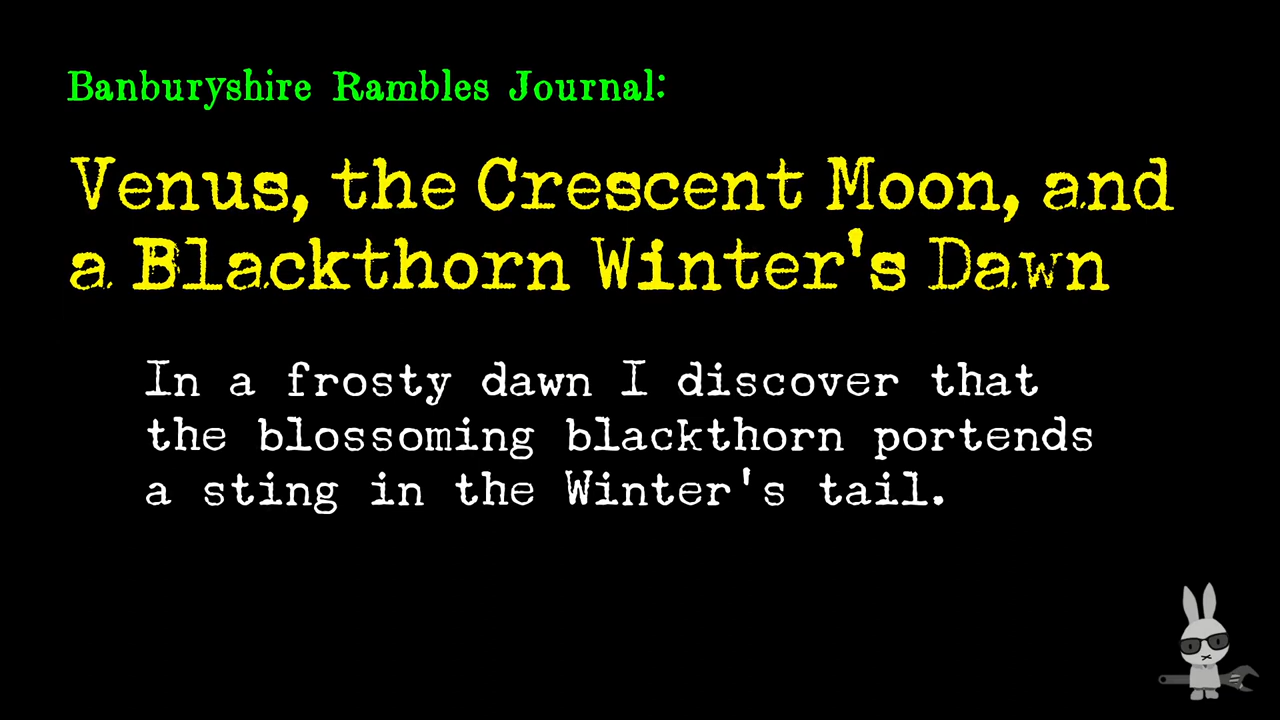 Banburyshire Rambles Journal:
Venus, the Crescent Moon, and
a Blackthorn Winter's Dawn
In a frosty dawn I discover that
the blossoming blackthorn portends
a sting in the Winter's tail.